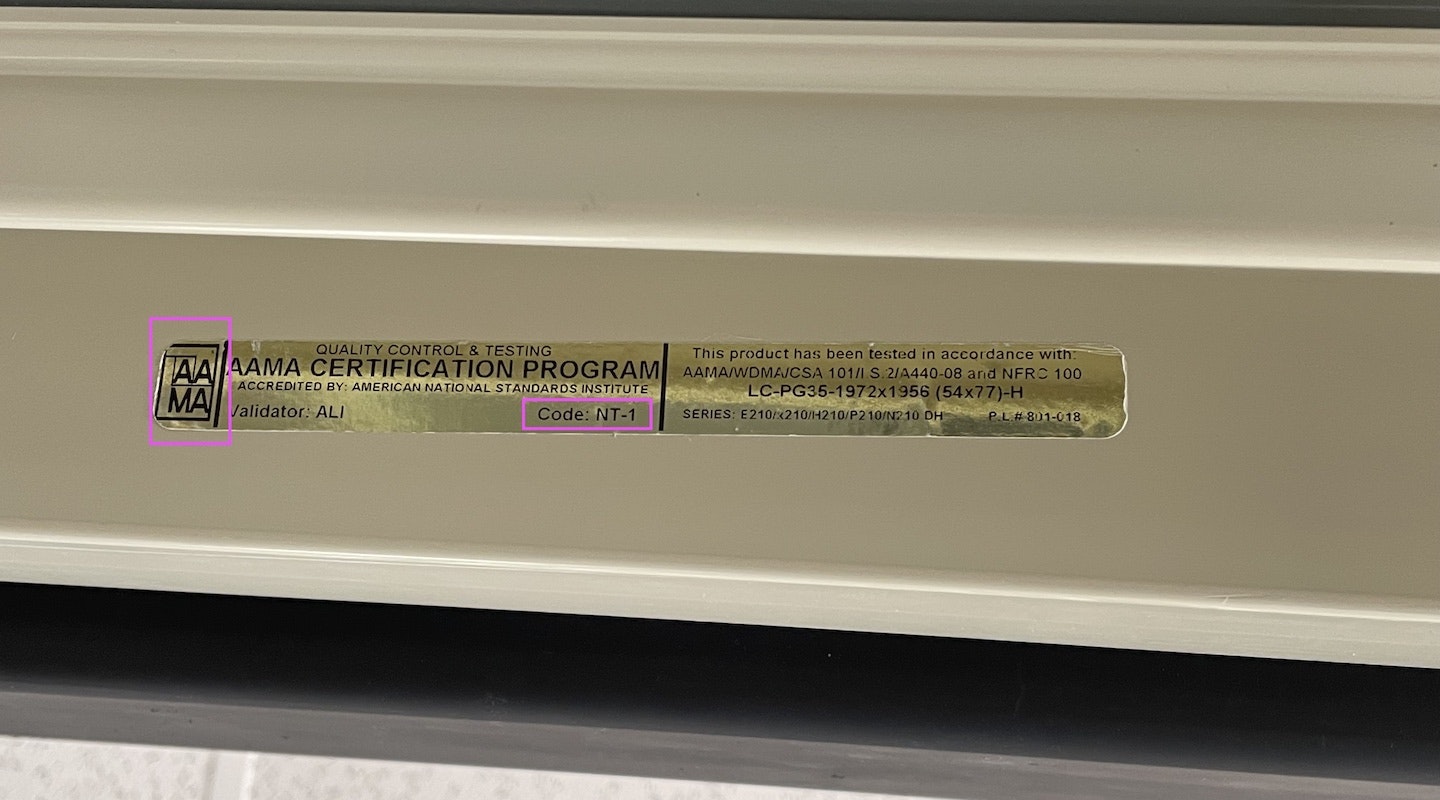 AA
MA
QUALITY CONTROL & TESTING
AAMA CERTIFICATION PROGRAM
ACCREDITED BY: AMERICAN NATIONAL STANDARDS INSTITUTE
Validator: ALI Code: NT-1
This product has been tested in accordance with:
AAMA/WDMA/CSA 101/I.S.2/A440-08 and NFRC 100
LC-PG35-1972x1956 (54x77)-H
SERIES: E210/x210/H210/P210/N210 DH P.L.# 801-018